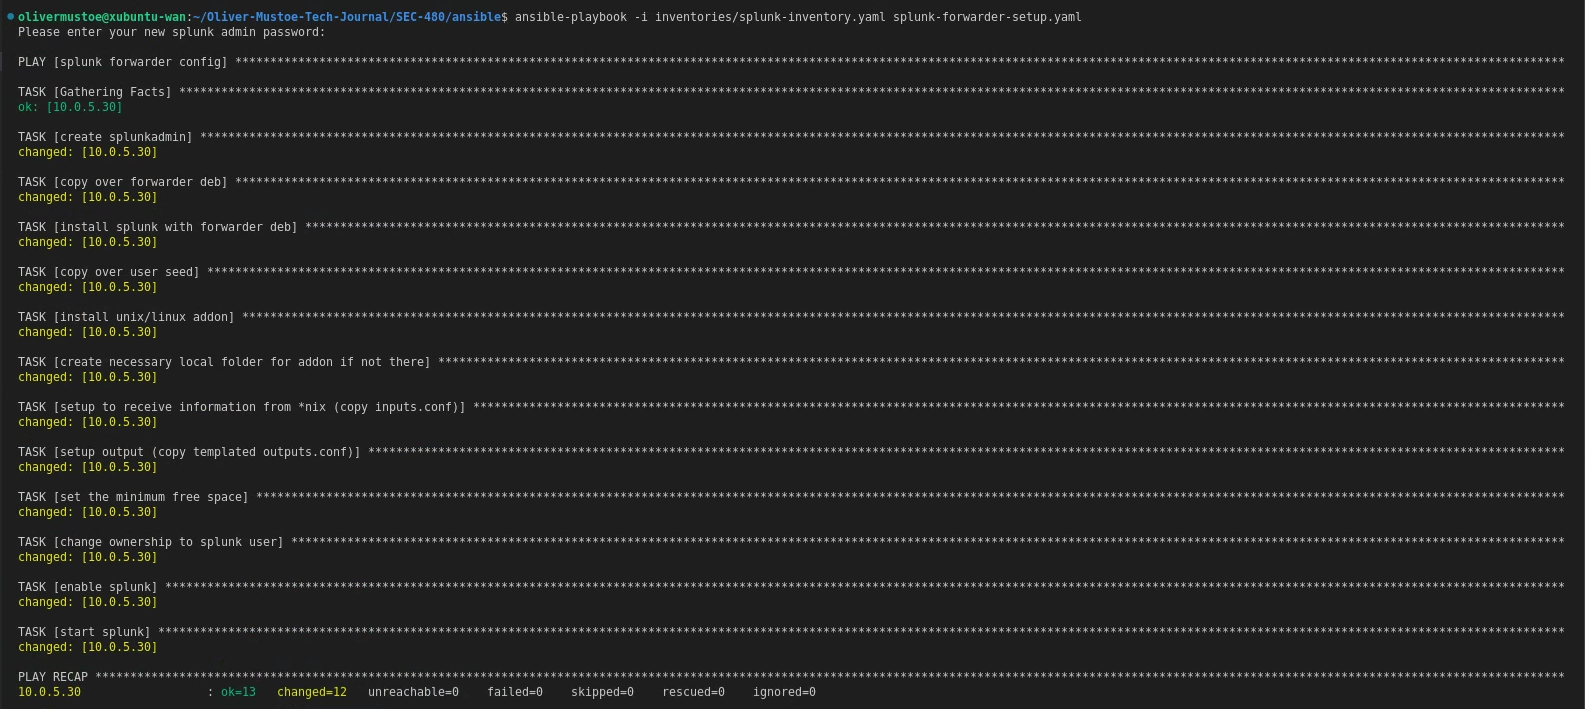 olivermustoe@xubuntu-wan:~/Oliver-Mustoe-Tech-Journal/SEC-480/ansible$ ansible-playbook -i inventories/splunk-inventory.yaml splunk-forwarder-setup.yaml
Please enter your new splunk admin password:
PLAY [splunk forwarder config] ****************************************************************************************************
TASK [Gathering Facts] ****************************************************************************************************
ok: [10.0.5.30]
TASK [create splunkadmin] ****************************************************************************************************
changed: [10.0.5.30]
TASK [copy over forwarder deb] ****************************************************************************************************
changed: [10.0.5.30]
TASK [install splunk with forwarder deb] ****************************************************************************************************
changed: [10.0.5.30]
TASK [copy over user seed] ****************************************************************************************************
changed: [10.0.5.30]
TASK [install unix/linux addon] ****************************************************************************************************
changed: [10.0.5.30]
TASK [create necessary local folder for addon if not there] ****************************************************************************************************
changed: [10.0.5.30]
TASK [setup to receive information from *nix (copy inputs.conf)] ****************************************************************************************************
changed: [10.0.5.30]
TASK [setup output (copy templated outputs.conf)] ****************************************************************************************************
changed: [10.0.5.30]
TASK [set the minimum free space] ****************************************************************************************************
changed: [10.0.5.30]
TASK [change ownership to splunk user] ****************************************************************************************************
changed: [10.0.5.30]
TASK [enable splunk] ****************************************************************************************************
changed: [10.0.5.30]
TASK [start splunk] ****************************************************************************************************
changed: [10.0.5.30]
PLAY RECAP ****************************************************************************************************
10.0.5.30 : ok=13 changed=12 unreachable=0 failed=0 skipped=0 rescued=0 ignored=0